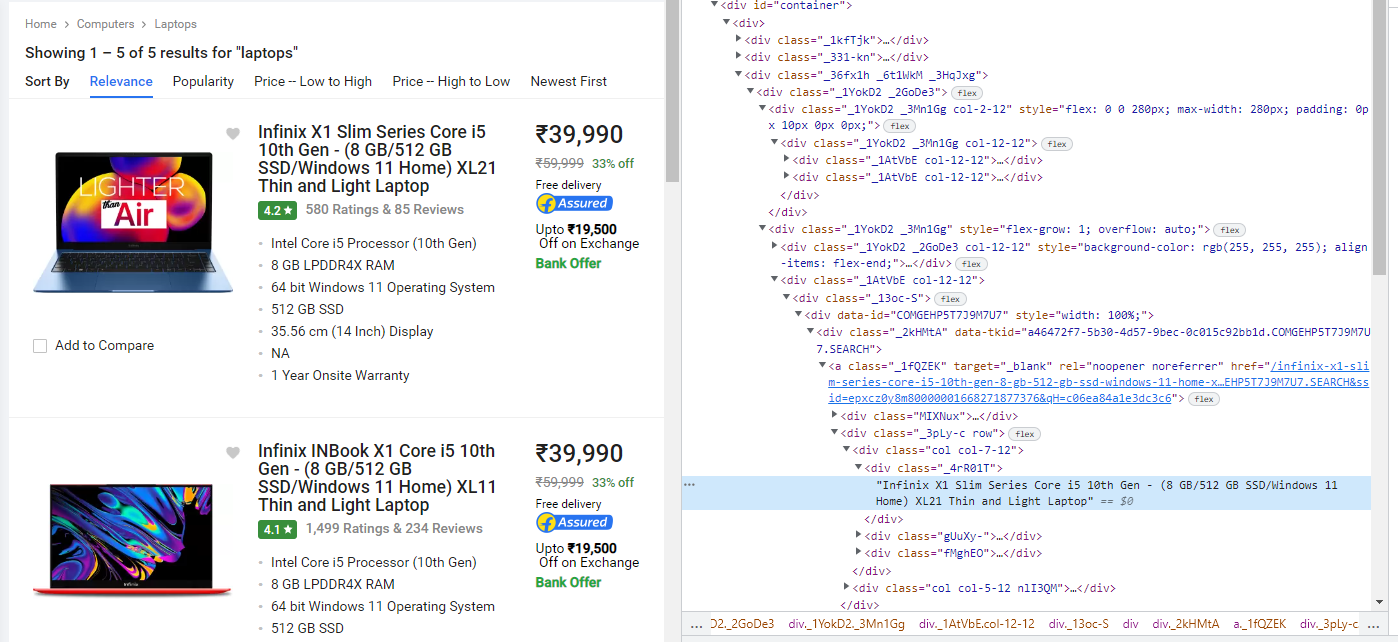 Home > Computers > Laptops
Showing 1 – 5 of 5 results for "laptops"
Sort By Relevance Popularity Price -- Low to High Price -- High to Low Newest First
LIGHTER
than
Air
Add to Compare
Infinix X1 Slim Series Core i5
10th Gen - (8 GB/512 GB
SSD/Windows 11 Home) XL21
Thin and Light Laptop
4.2★ 580 Ratings & 85 Reviews
• Intel Core i5 Processor (10th Gen)
• 8 GB LPDDR4X RAM
• 64 bit Windows 11 Operating System
• 512 GB SSD
• 35.56 cm (14 Inch) Display
• NA
• 1 Year Onsite Warranty
₹39,990
₹59,999 33% off
Free delivery
f Assured
Upto ₹19,500
Off on Exchange
Bank Offer
Infinix
Infinix INBook X1 Core i5 10th
Gen - (8 GB/512 GB
SSD/Windows 11 Home) XL11
Thin and Light Laptop
4.1★ 1,499 Ratings & 234 Reviews
• Intel Core i5 Processor (10th Gen)
• 8 GB LPDDR4X RAM
• 64 bit Windows 11 Operating System
• 512 GB SSD
₹39,990
₹59,999 33% off
Free delivery
f Assured
Upto ₹19,500
Off on Exchange
Bank Offer
▼<div id="container">
▼<div>
▶<div class="_1kfTjk">…</div>
▶<div class="_331-kn">…</div>
▼<div class="_36fx1h _6t1WkM _3HqJxg">
▼<div class="_1YokD2 _2GoDe3"> flex
▼<div class="_1YokD2 _3Mn1Gg col-2-12" style="flex: 0 0 280px; max-width: 280px; padding: 0p
x 10px 0px 0px;"> flex
▼<div class="_1YokD2 _3Mn1Gg col-12-12"> flex
▶<div class="_1AtVbE col-12-12">…</div>
▶<div class="_1AtVbE col-12-12">…</div>
</div>
</div>
▼<div class="_1YokD2 _3Mn1Gg" style="flex-grow: 1; overflow: auto;"> flex
▶<div class="_1YokD2 _2GoDe3 col-12-12" style="background-color: rgb(255, 255, 255); align
-items: flex-end;">…</div> flex
▼<div class="_1AtVbE col-12-12">
▼<div class="_13oc-S"> flex
▼<div data-id="COMGEHP5T7J9M7U7" style="width: 100%;">
▼<div class="_2kHMtA" data-tkid="a46472f7-5b30-4d57-9bec-0c015c92bb1d.COMGEHP5T7J9M7U
7.SEARCH">
▼<a class="_1fQZEK" target="_blank" rel="noopener noreferrer" href="/infinix-x1-sli
m-series-core-i5-10th-gen-8-gb-512-gb-ssd-windows-11-home-x…EHP5T7J9M7U7.SEARCH&ss
id=epxcz0y8m80000001668271877376&qH=c06ea84a1e3dc3c6"> flex
▶<div class="MIXNux">…</div>
▼<div class="_3pLy-c row"> flex
▼<div class="col col-7-12">
▼<div class="_4rR01T">
"Infinix X1 Slim Series Core i5 10th Gen - (8 GB/512 GB SSD/Windows 11
Home) XL21 Thin and Light Laptop" == $0
</div>
▶<div class="gUuXy-">…</div>
▶<div class="fMghEO">…</div>
</div>
▶<div class="col col-5-12 nlI3QM">…</div>
</div>
… D2._2GoDe3 div._1YokD2._3Mn1Gg div._1AtVbE.col-12-12 div._13oc-S div div._2kHMtA a._1fQZEK div._3pLy-c …